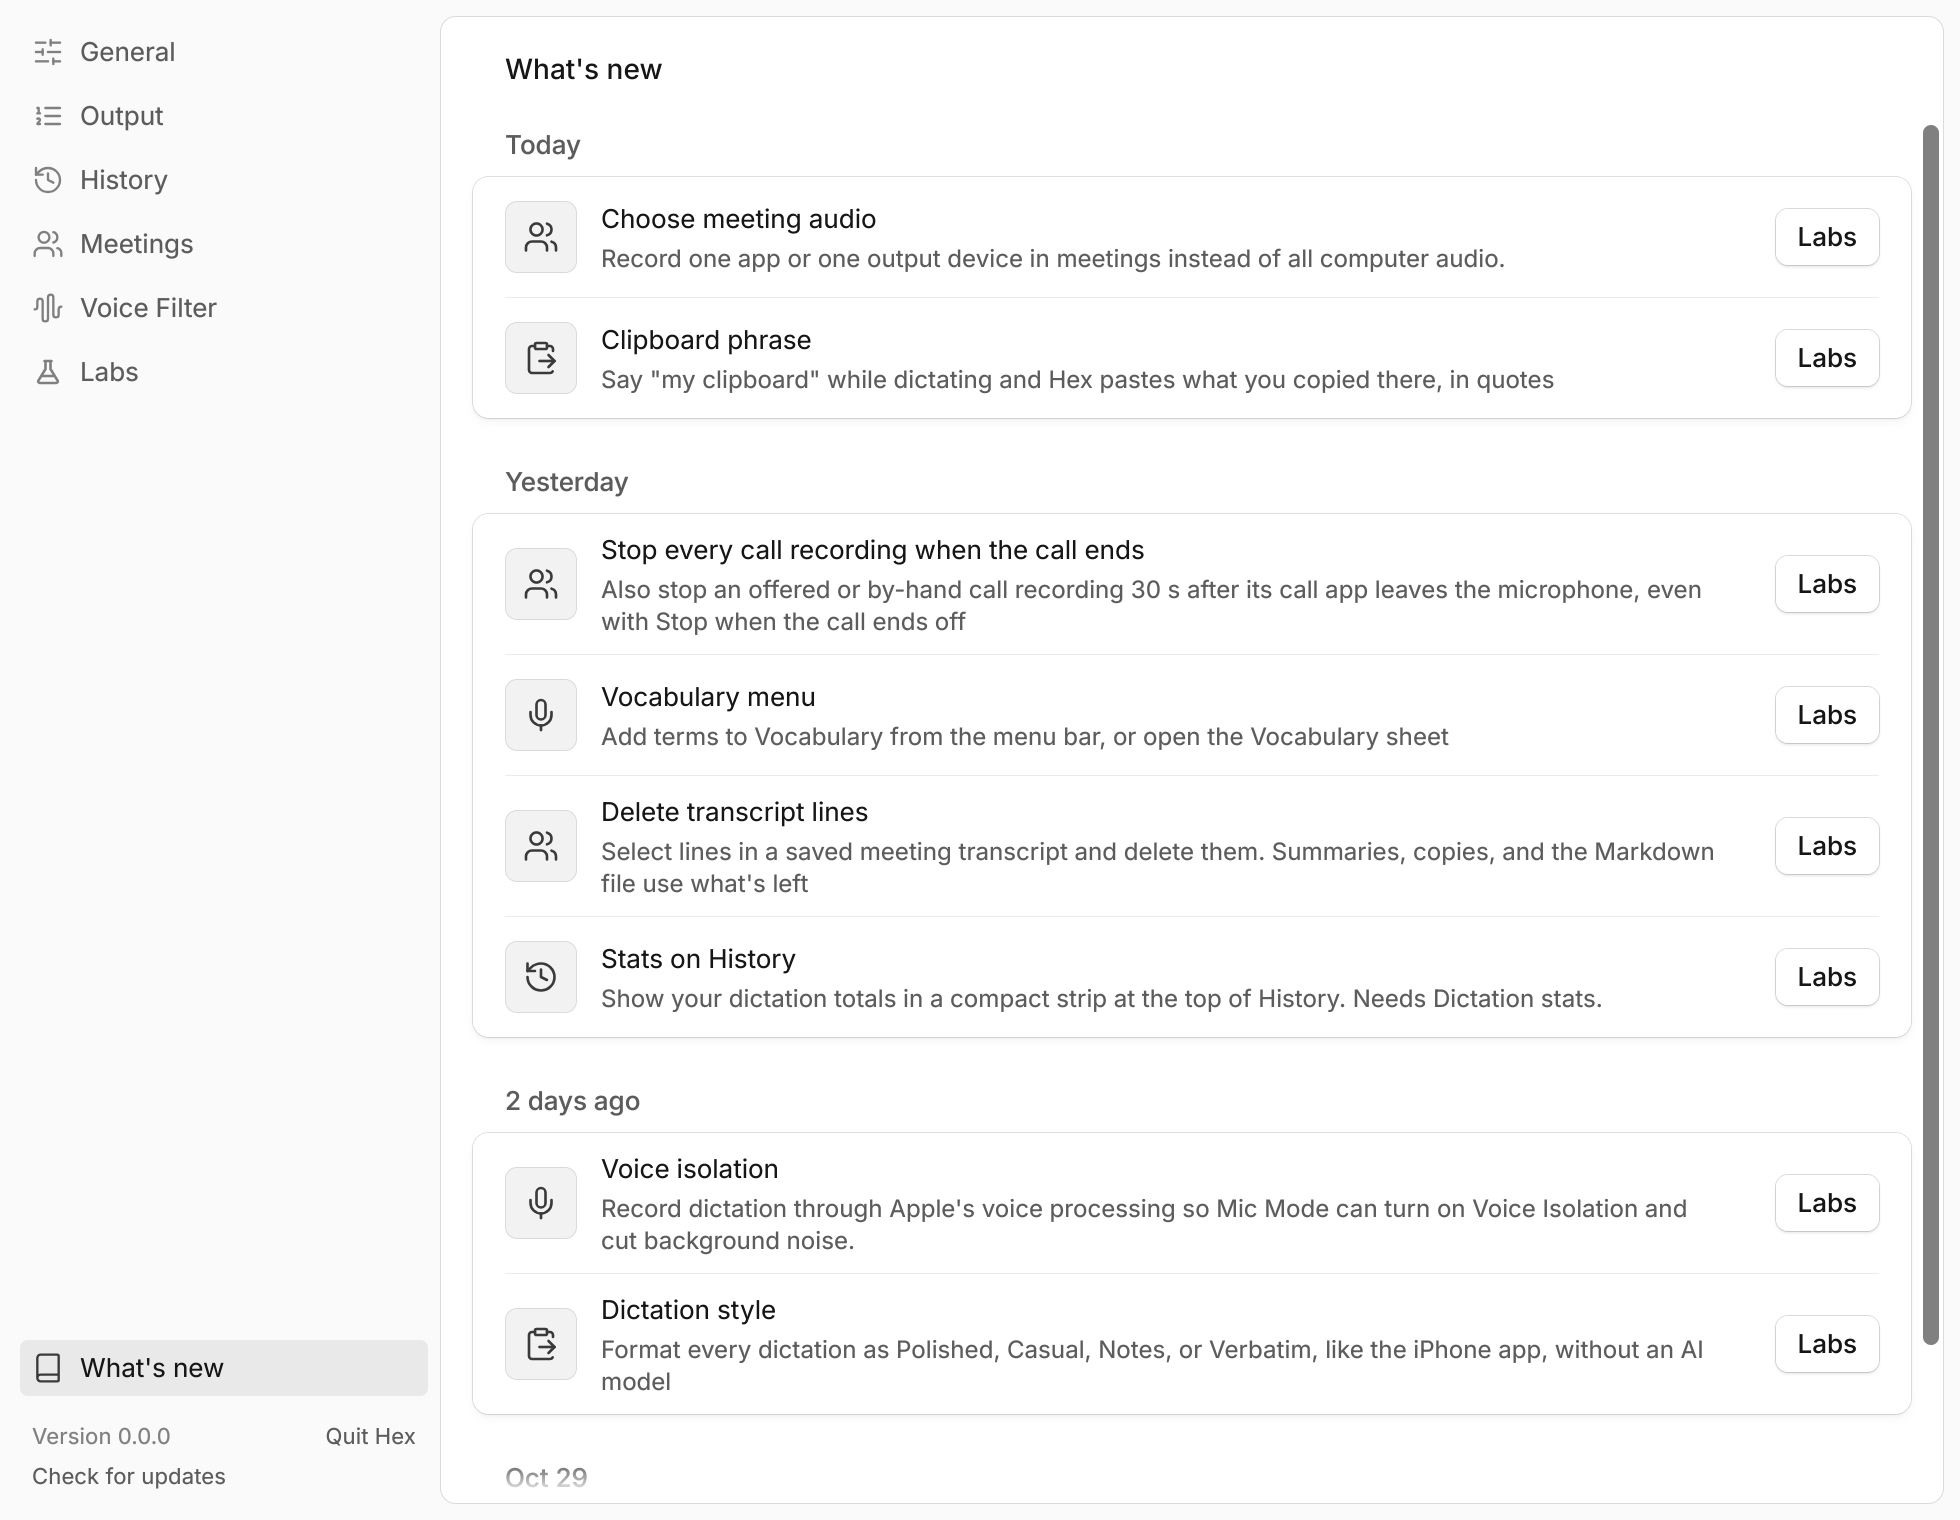 General
Output
History
Meetings
Voice Filter
Labs
What's new
Version 0.0.0
Quit Hex
Check for updates
What's new
Today
Choose meeting audio
Record one app or one output device in meetings instead of all computer audio.
Labs
Clipboard phrase
Say "my clipboard" while dictating and Hex pastes what you copied there, in quotes
Labs
Yesterday
Stop every call recording when the call ends
Also stop an offered or by-hand call recording 30 s after its call app leaves the microphone, even
with Stop when the call ends off
Labs
Vocabulary menu
Add terms to Vocabulary from the menu bar, or open the Vocabulary sheet
Labs
Delete transcript lines
Select lines in a saved meeting transcript and delete them. Summaries, copies, and the Markdown
file use what's left
Labs
Stats on History
Show your dictation totals in a compact strip at the top of History. Needs Dictation stats.
Labs
2 days ago
Voice isolation
Record dictation through Apple's voice processing so Mic Mode can turn on Voice Isolation and
cut background noise.
Labs
Dictation style
Format every dictation as Polished, Casual, Notes, or Verbatim, like the iPhone app, without an AI
model
Labs
Oct 29